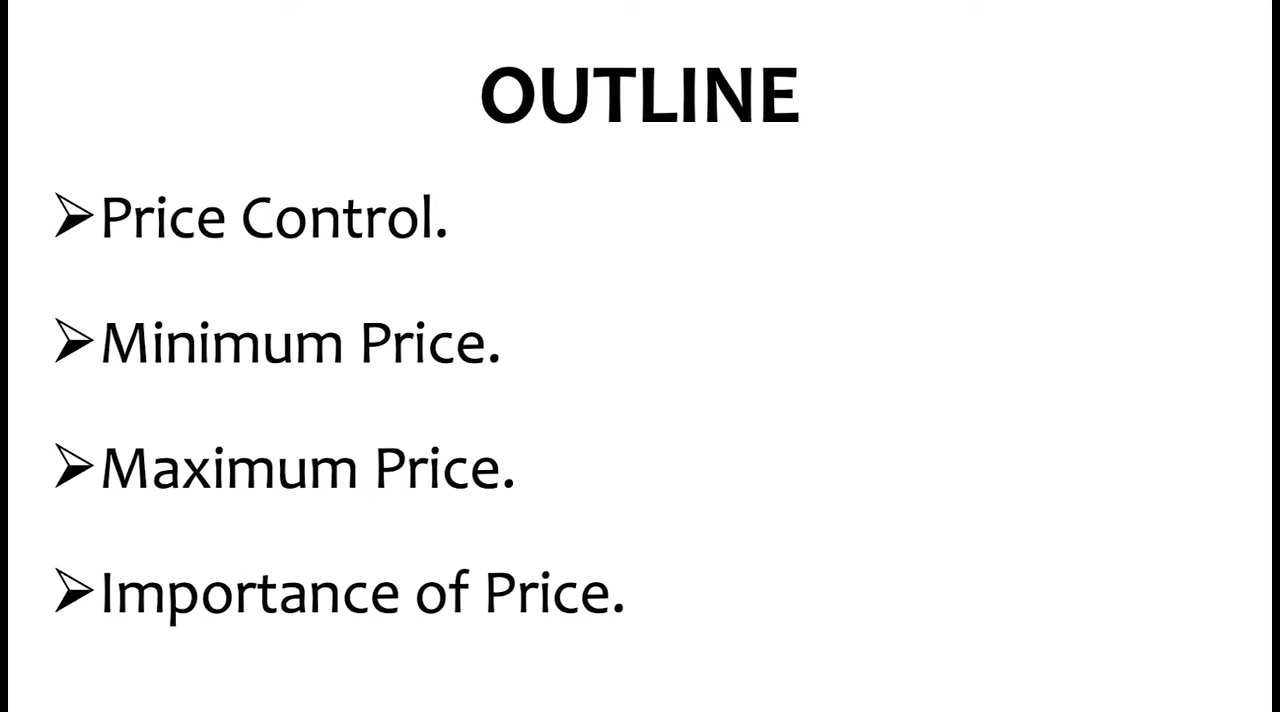 OUTLINE
➢Price Control.
➢Minimum Price.
➢Maximum Price.
➢Importance of Price.